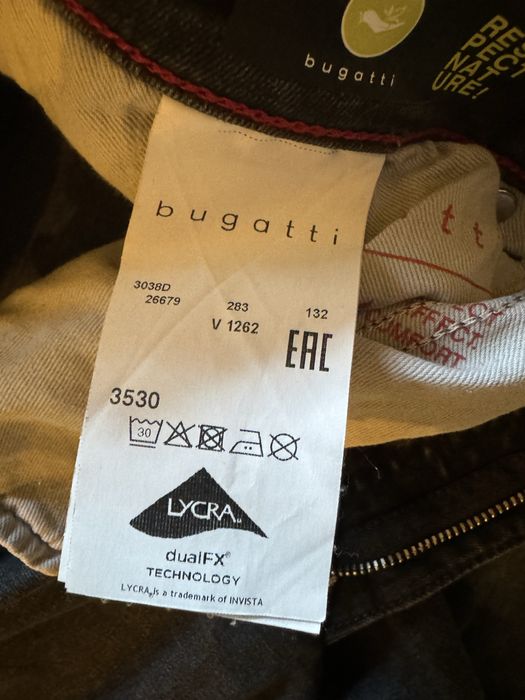 bugatti
RES
PECT
NAT
URE!
bugatti
3038D
26679
283
132
V 1262
EAC
3530
30
LYCRA
dualFX®
TECHNOLOGY
LYCRA is a trademark of INVISTA
t t
COMFORT